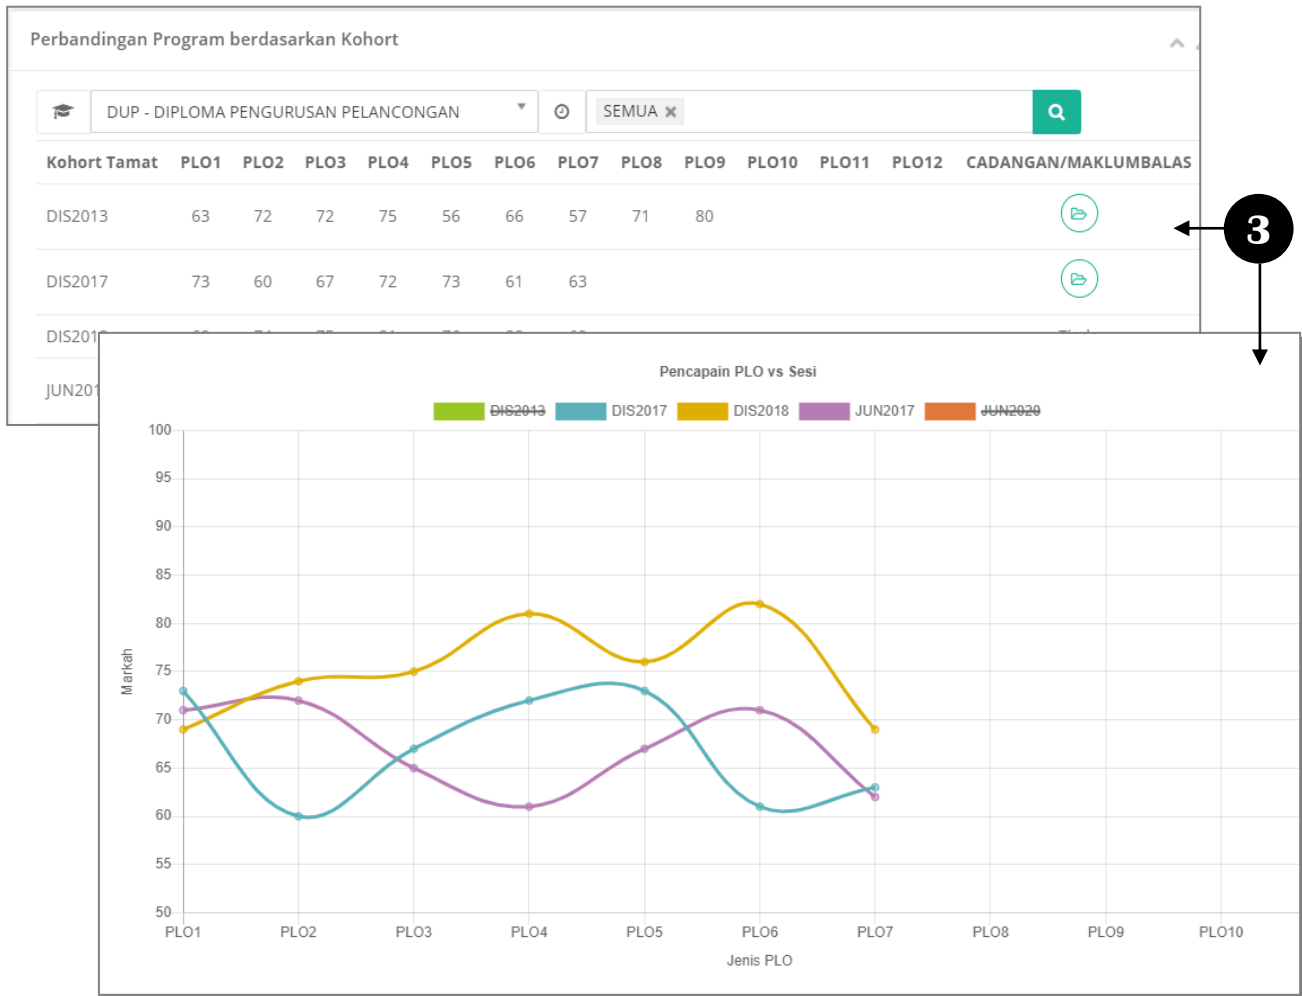 Perbandingan Program berdasarkan Kohort
DUP - DIPLOMA PENGURUSAN PELANCONGAN
SEMUA
Kohort Tamat PLO1 PLO2 PLO3 PLO4 PLO5 PLO6 PLO7 PLO8 PLO9 PLO10 PLO11 PLO12 CADANGAN/MAKLUMBALAS
DIS2013 63 72 72 75 56 66 57 71 80
DIS2017 73 60 67 72 73 61 63
3
Pencapain PLO vs Sesi
DIS2013 DIS2017 DIS2018 JUN2017 JUN2020
100
95
90
85
80
75
70
65
60
55
50
Markah
PLO1 PLO2 PLO3 PLO4 PLO5 PLO6 PLO7 PLO8 PLO9 PLO10
Jenis PLO